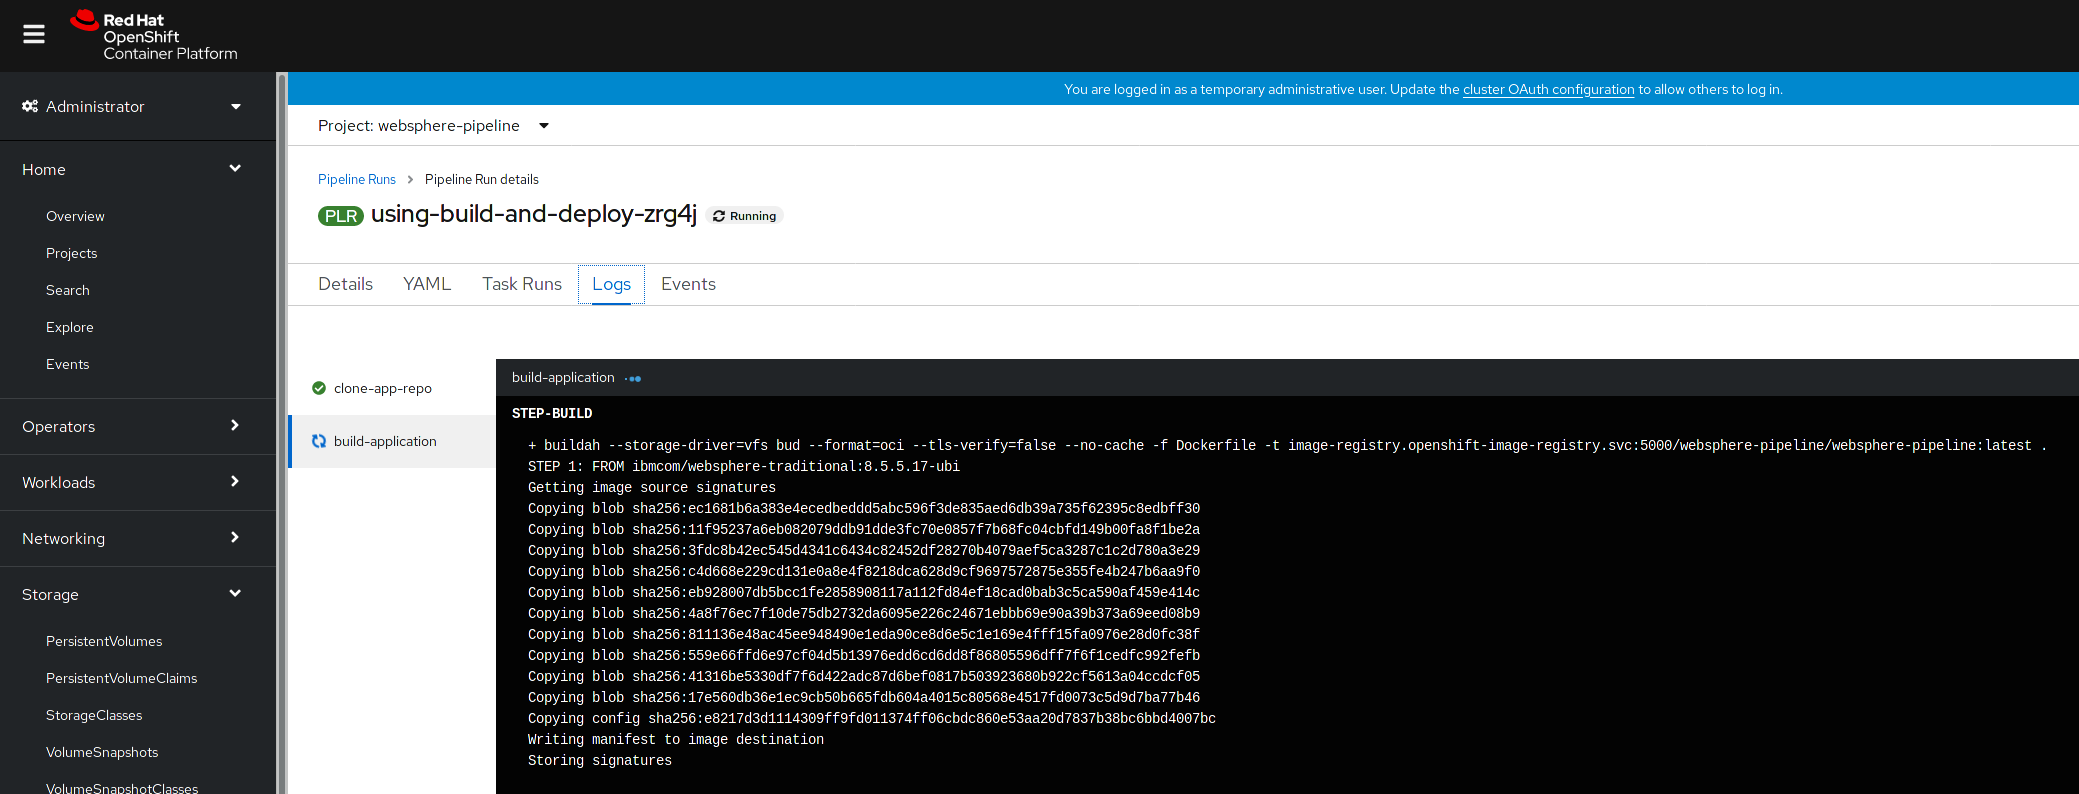 Red Hat
OpenShift
Container Platform
You are logged in as a temporary administrative user. Update the cluster OAuth configuration to allow others to log in.
Administrator
Home
Overview
Projects
Search
Explore
Events
Operators
Workloads
Networking
Storage
PersistentVolumes
PersistentVolumeClaims
StorageClasses
VolumeSnapshots
VolumeSnapshotClasses
Project: websphere-pipeline
Pipeline Runs > Pipeline Run details
PLR using-build-and-deploy-zrg4j Running
Details YAML Task Runs Logs Events
clone-app-repo
build-application
build-application
STEP-BUILD
+ buildah --storage-driver=vfs bud --format=oci --tls-verify=false --no-cache -f Dockerfile -t image-registry.openshift-image-registry.svc:5000/websphere-pipeline/websphere-pipeline:latest .
STEP 1: FROM ibmcom/websphere-traditional:8.5.5.17-ubi
Getting image source signatures
Copying blob sha256:ec1681b6a383e4ecedbeddd5abc596f3de835aed6db39a735f62395c8edbff30
Copying blob sha256:11f95237a6eb082079ddb91dde3fc70e0857f7b68fc04cbfd149b00fa8f1be2a
Copying blob sha256:3fdc8b42ec545d4341c6434c82452df28270b4079aef5ca3287c1c2d780a3e29
Copying blob sha256:c4d668e229cd131e0a8e4f8218dca628d9cf9697572875e355fe4b247b6aa9f0
Copying blob sha256:eb928007db5bcc1fe2858908117a112fd84ef18cad0bab3c5ca590af459e414c
Copying blob sha256:4a8f76ec7f10de75db2732da6095e226c24671ebbb69e90a39b373a69eed08b9
Copying blob sha256:811136e48ac45ee948490e1eda90ce8d6e5c1e169e4fff15fa0976e28d0fc38f
Copying blob sha256:559e66ffd6e97cf04d5b13976edd6cd6dd8f86805596dff7f6f1cedfc992fefb
Copying blob sha256:41316be5330df7f6d422adc87d6bef0817b503923680b922cf5613a04ccdcf05
Copying blob sha256:17e560db36e1ec9cb50b665fdb604a4015c80568e4517fd0073c5d9d7ba77b46
Copying config sha256:e8217d3d1114309ff9fd011374ff06cbdc860e53aa20d7837b38bc6bbd4007bc
Writing manifest to image destination
Storing signatures